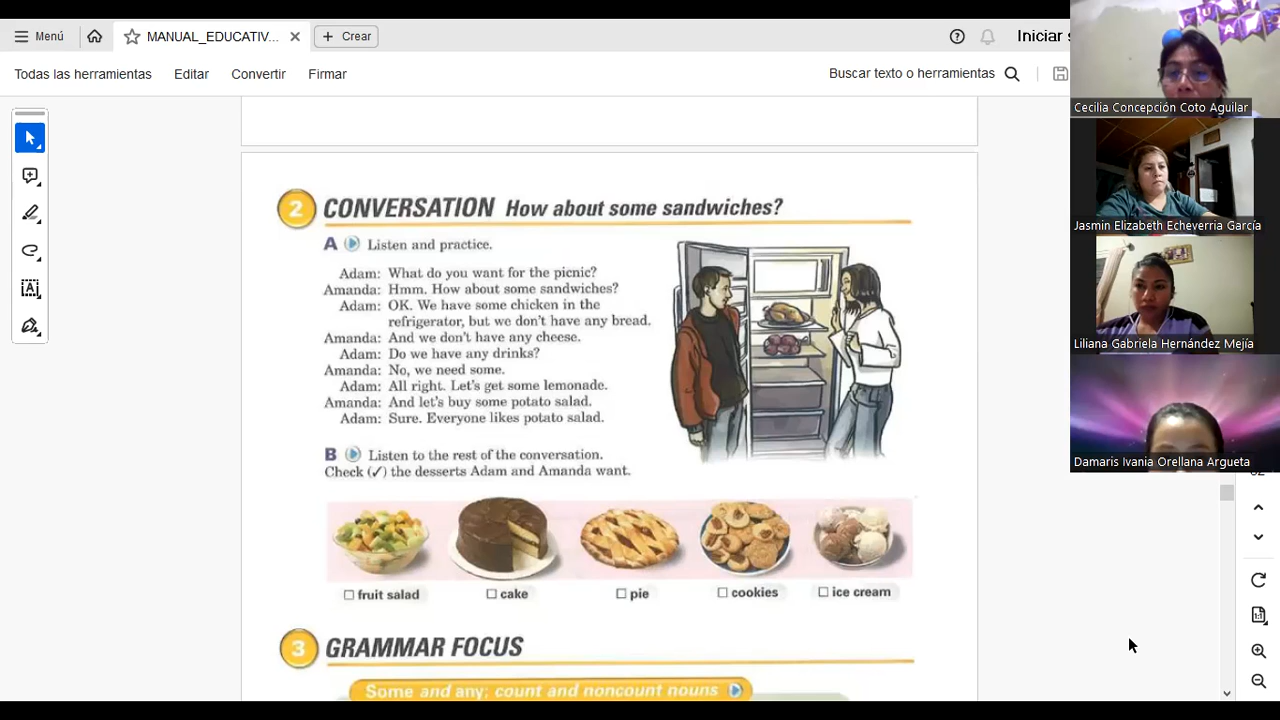 Menú
MANUAL_EDUCATIV...
Crear
Iniciar s
Todas las herramientas
Editar
Convertir
Firmar
Buscar texto o herramientas
2 CONVERSATION How about some sandwiches?
A Listen and practice.
Adam: What do you want for the picnic?
Amanda: Hmm. How about some sandwiches?
Adam: OK. We have some chicken in the
refrigerator, but we don't have any bread.
Amanda: And we don't have any cheese.
Adam: Do we have any drinks?
Amanda: No, we need some.
Adam: All right. Let's get some lemonade.
Amanda: And let's buy some potato salad.
Adam: Sure. Everyone likes potato salad.
B Listen to the rest of the conversation.
Check (✓) the desserts Adam and Amanda want.
fruit salad
cake
pie
cookies
ice cream
3 GRAMMAR FOCUS
Some and any; count and noncount nouns
Cecilia Concepción Coto Aguilar
Jasmin Elizabeth Echeverria García
Liliana Gabriela Hernández Mejía
Damaris Ivania Orellana Argueta